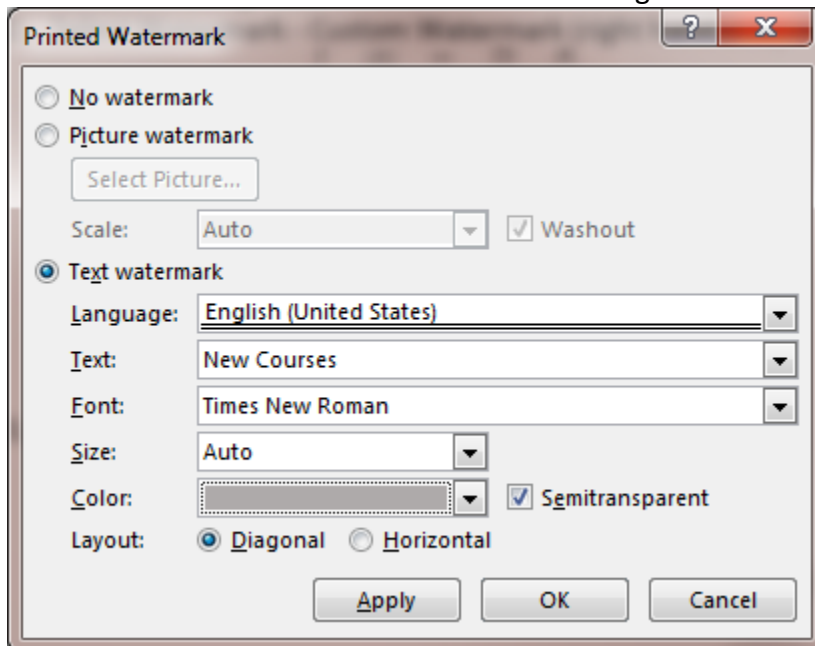 Printed Watermark
No watermark
Picture watermark
Select Picture...
Scale: Auto Washout
Text watermark
Language: English (United States)
Text: New Courses
Font: Times New Roman
Size: Auto
Color: Semitransparent
Layout: Diagonal Horizontal
Apply OK Cancel